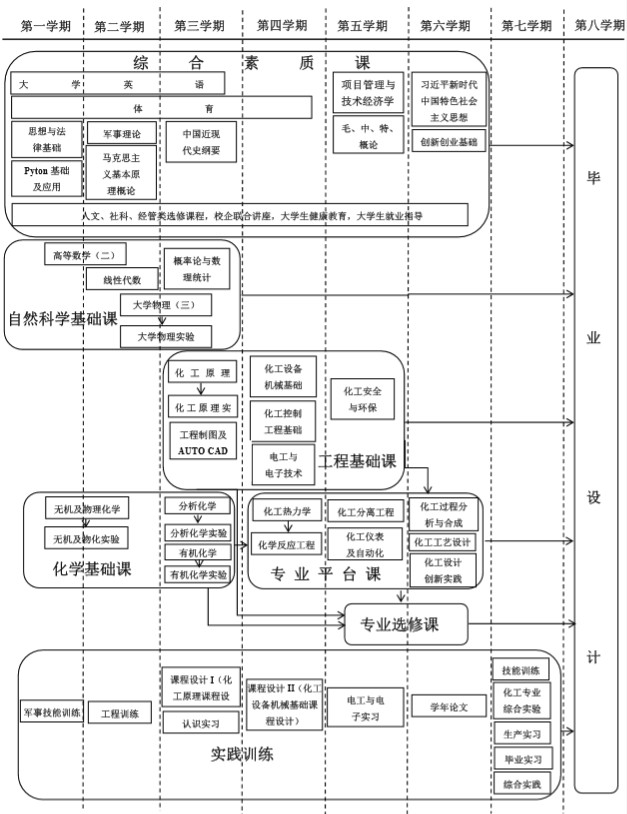 第一学期 第二学期 第三学期 第四学期 第五学期 第六学期 第七学期 第八学期
综合素质课
大学英语
体育
思想与法
律基础
Pyton 基础
及应用
军事理论
马克思主
义基本原
理概论
中国近现
代史纲要
项目管理与
技术经济学
毛、中、特、
概论
习近平新时代
中国特色社会
主义思想
创新创业基础
人文、社科、经管类选修课程，校企联合讲座，大学生健康教育，大学生就业指导
高等数学（二）
线性代数
概率论与数
理统计
大学物理（三）
大学物理实验
自然科学基础课
化工原理
化工原理实
工程制图及
AUTO CAD
化工设备
机械基础
化工控制
工程基础
电工与
电子技术
化工安全
与环保
工程基础课
无机及物理化学
无机及物化实验
分析化学
分析化学实验
有机化学
有机化学实验
化学基础课
化工热力学
化学反应工程
化工分离工程
化工仪表
及自动化
化工过程分
析与合成
化工工艺设计
化工设计
创新实践
专业平台课
专业选修课
军事技能训练
工程训练
课程设计 I（化
工原理课程设
认识实习
课程设计 II（化工
设备机械基础课
程设计）
电工与电
子实习
学年论文
技能训练
化工专业
综合实验
生产实习
毕业实习
综合实践
实践训练
毕
业
设
计